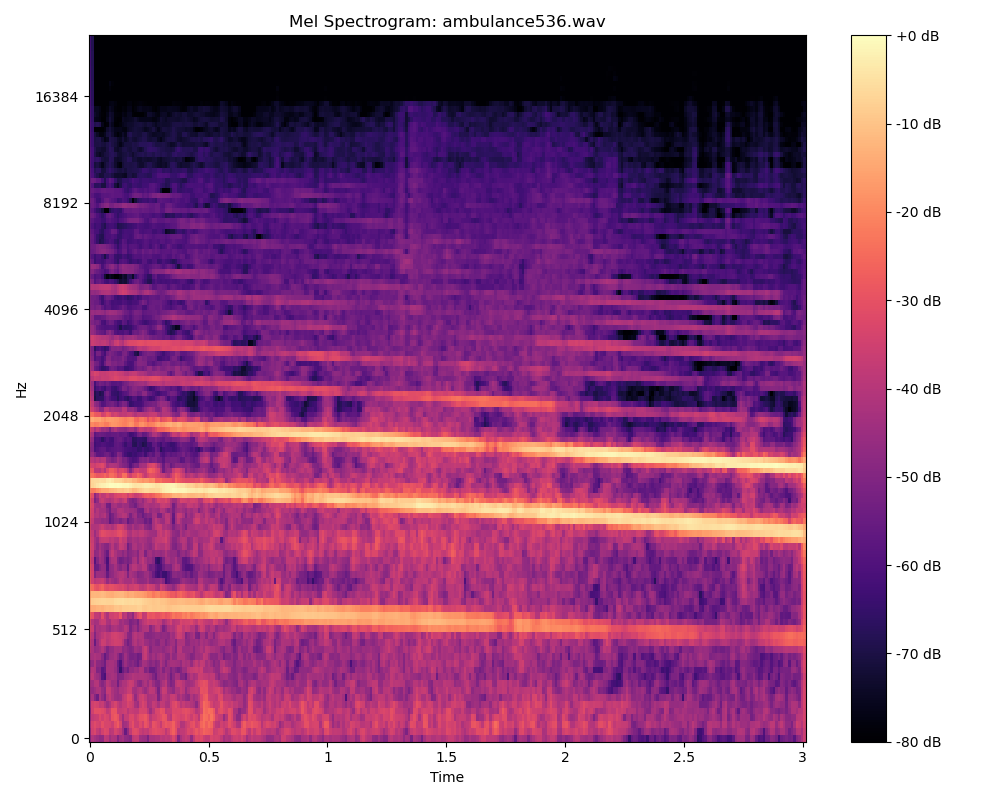 Mel Spectrogram: ambulance536.wav
Hz
16384
8192
4096
2048
1024
512
0
0 0.5 1 1.5 2 2.5 3
Time
+0 dB
-10 dB
-20 dB
-30 dB
-40 dB
-50 dB
-60 dB
-70 dB
-80 dB